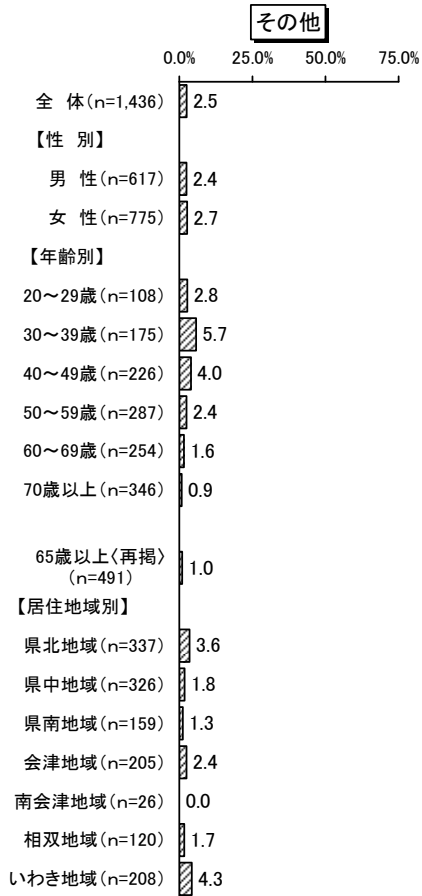 その他
0.0% 25.0% 50.0% 75.0%
全 体(n=1,436) 2.5
【性 別】
男 性(n=617) 2.4
女 性(n=775) 2.7
【年齢別】
20～29歳(n=108) 2.8
30～39歳(n=175) 5.7
40～49歳(n=226) 4.0
50～59歳(n=287) 2.4
60～69歳(n=254) 1.6
70歳以上(n=346) 0.9
65歳以上〈再掲〉
(n=491) 1.0
【居住地域別】
県北地域(n=337) 3.6
県中地域(n=326) 1.8
県南地域(n=159) 1.3
会津地域(n=205) 2.4
南会津地域(n=26) 0.0
相双地域(n=120) 1.7
いわき地域(n=208) 4.3